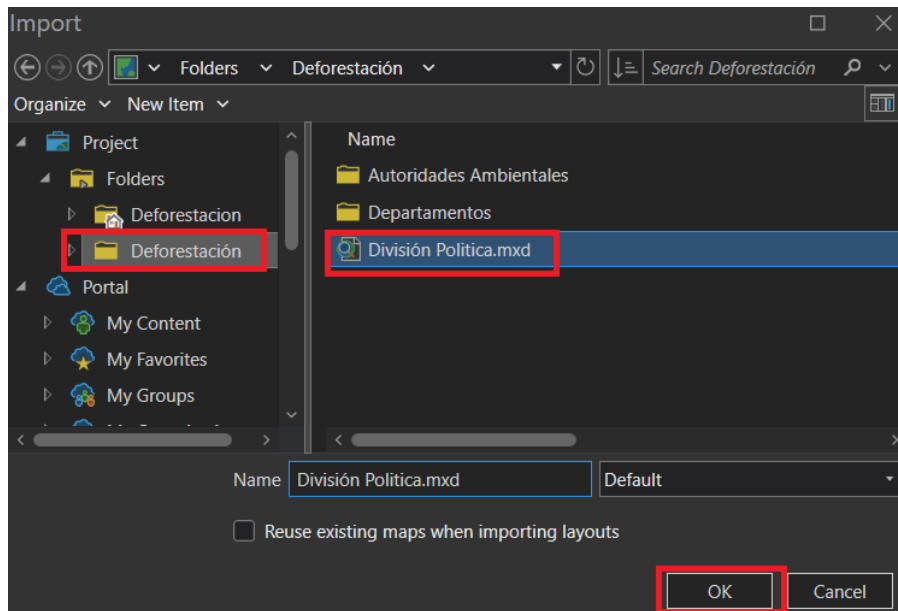 Import
Folders Deforestación Search Deforestación
Organize New Item
Project
Folders
Deforestacion
Deforestación
Portal
My Content
My Favorites
My Groups
Name
Autoridades Ambientales
Departamentos
División Politica.mxd
Name División Politica.mxd Default
Reuse existing maps when importing layouts
OK Cancel